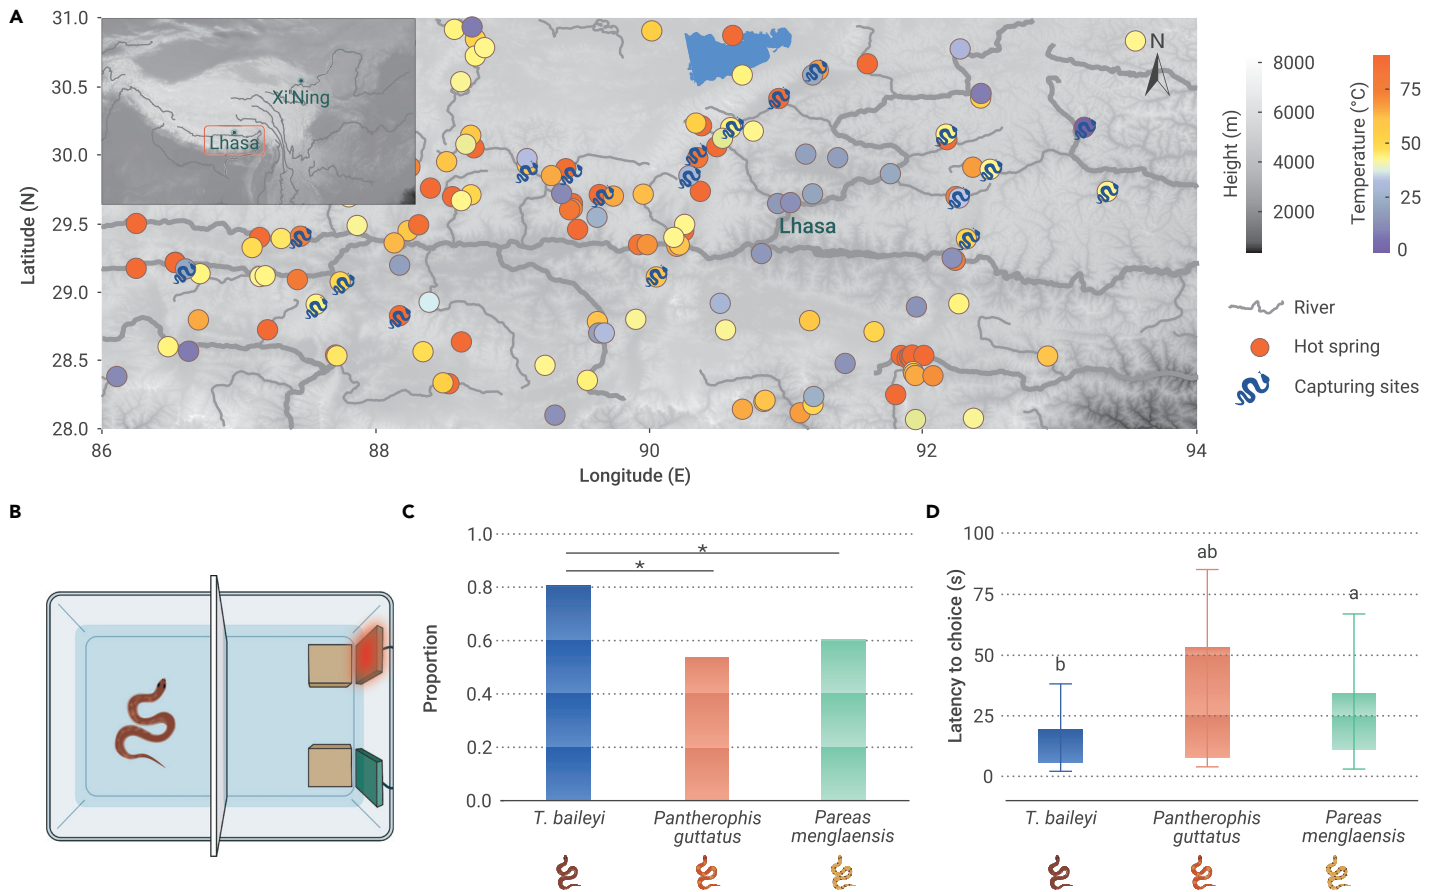 A
31.0
30.5
30.0
29.5
29.0
28.5
28.0
Latitude (N)
86
88
90
92
94
Longitude (E)
Xi'Ning
Lhasa
Lhasa
N
Height (m)
8000
6000
4000
2000
Temperature (°C)
75
50
25
0
River
Hot spring
Capturing sites
B
C
1.0
0.8
0.6
0.4
0.2
0.0
Proportion
*
*
T. baileyi
Pantherophis
guttatus
Pareas
menglaensis
D
100
75
50
25
0
Latency to choice (s)
b
ab
a
T. baileyi
Pantherophis
guttatus
Pareas
menglaensis